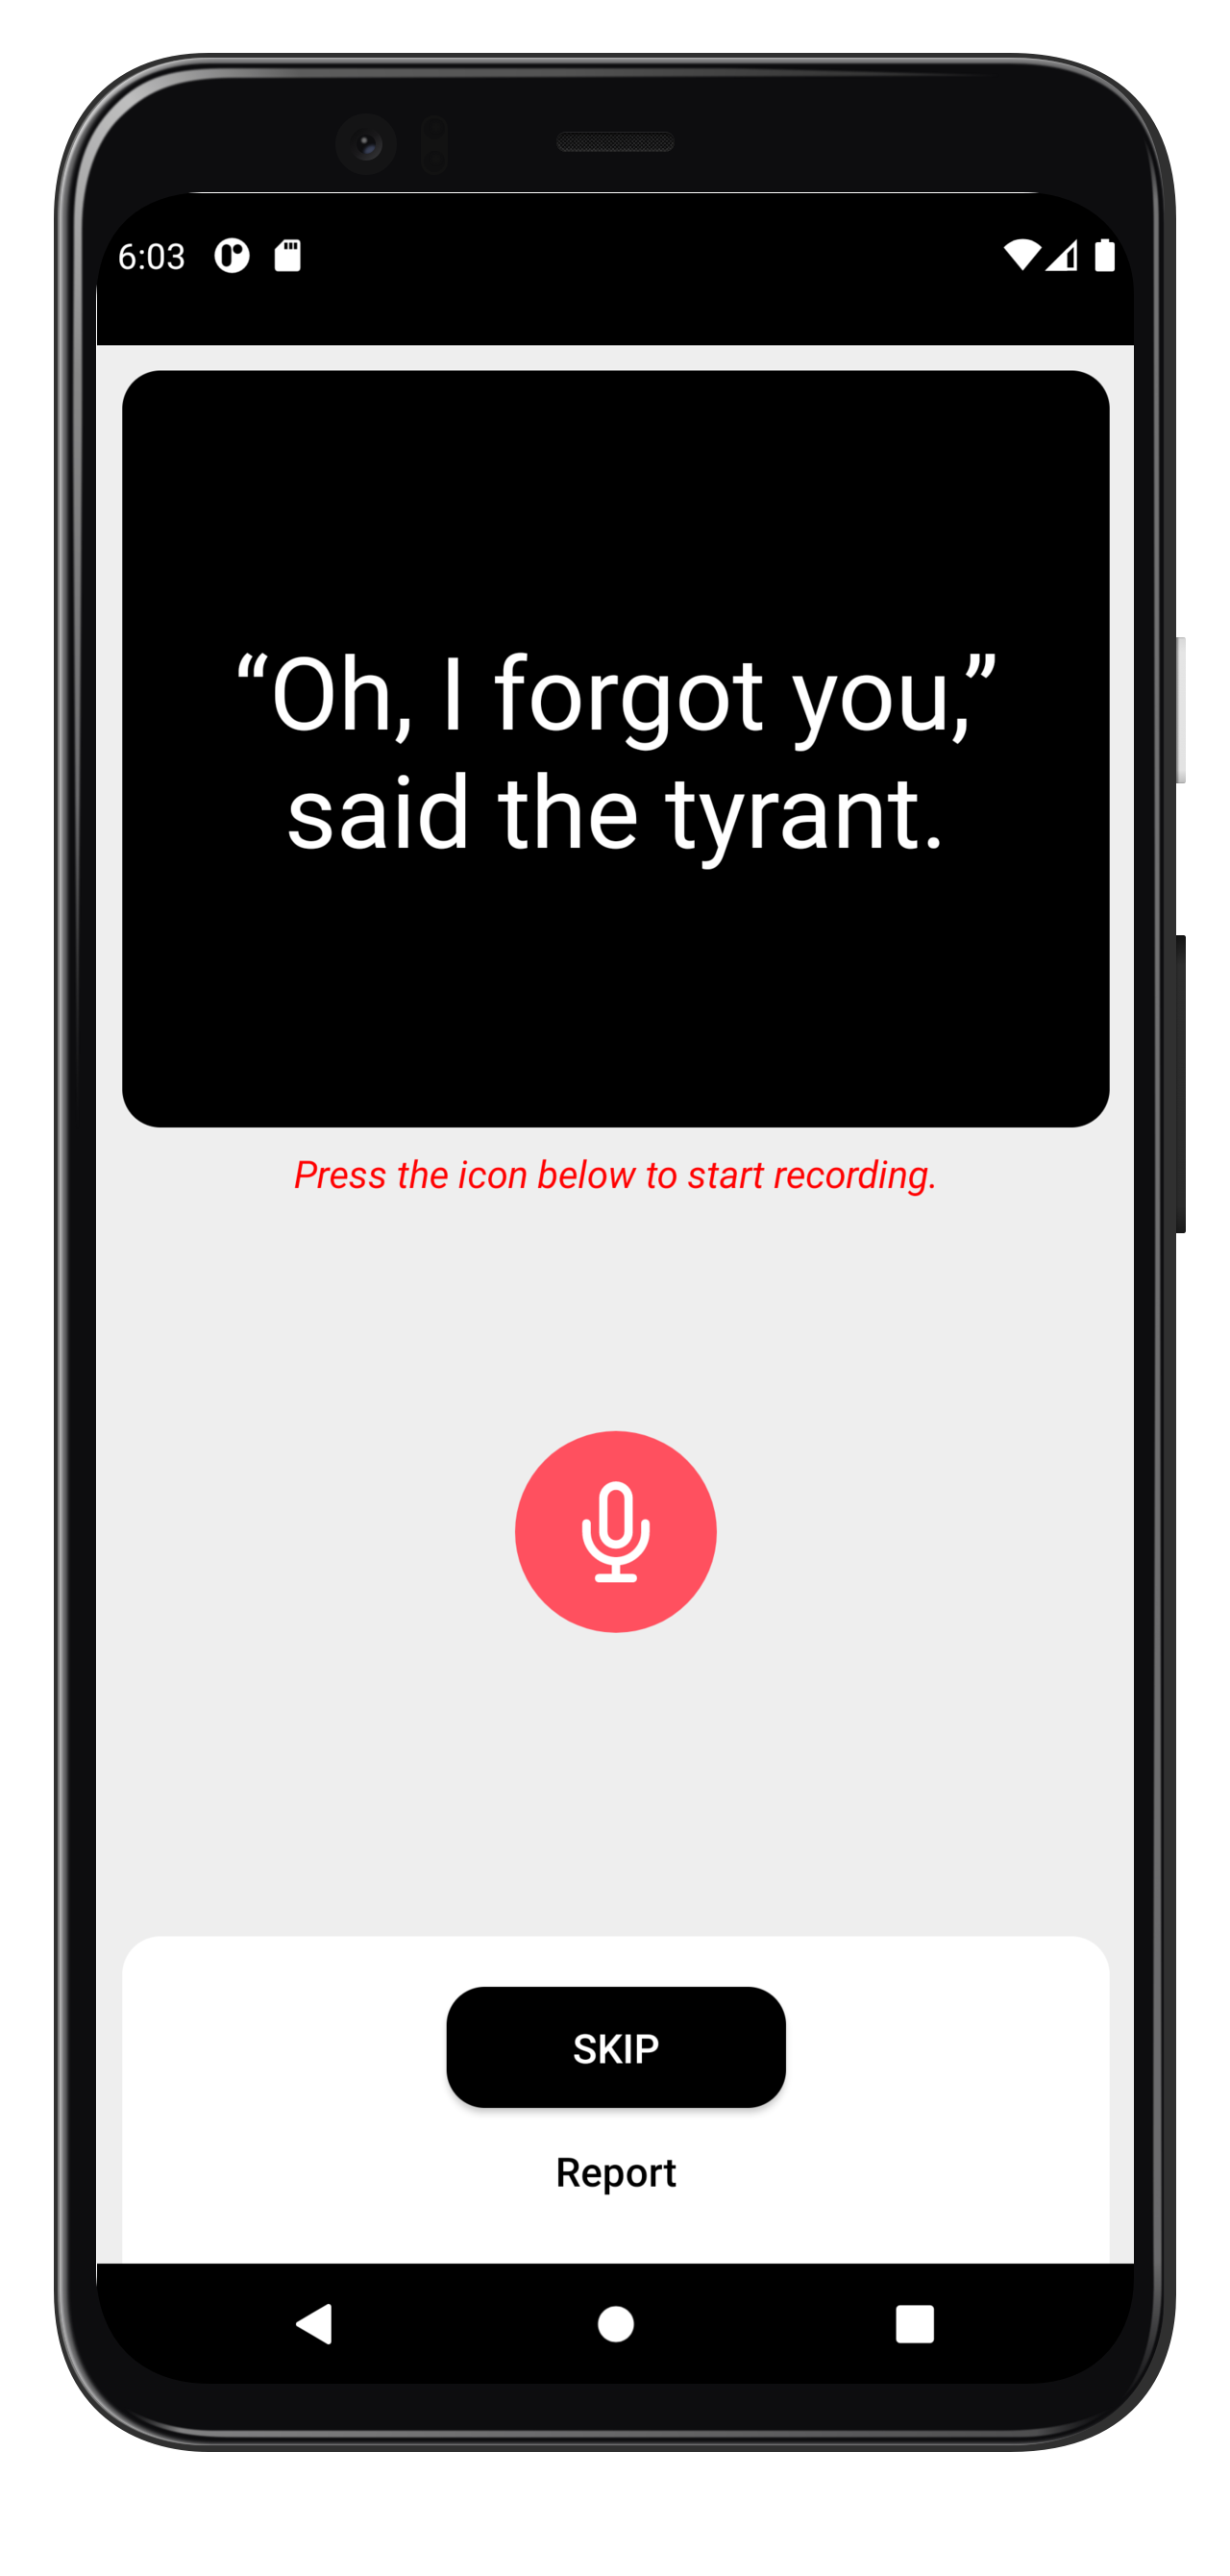 6:03
“Oh, I forgot you,”
said the tyrant.
Press the icon below to start recording.
SKIP
Report